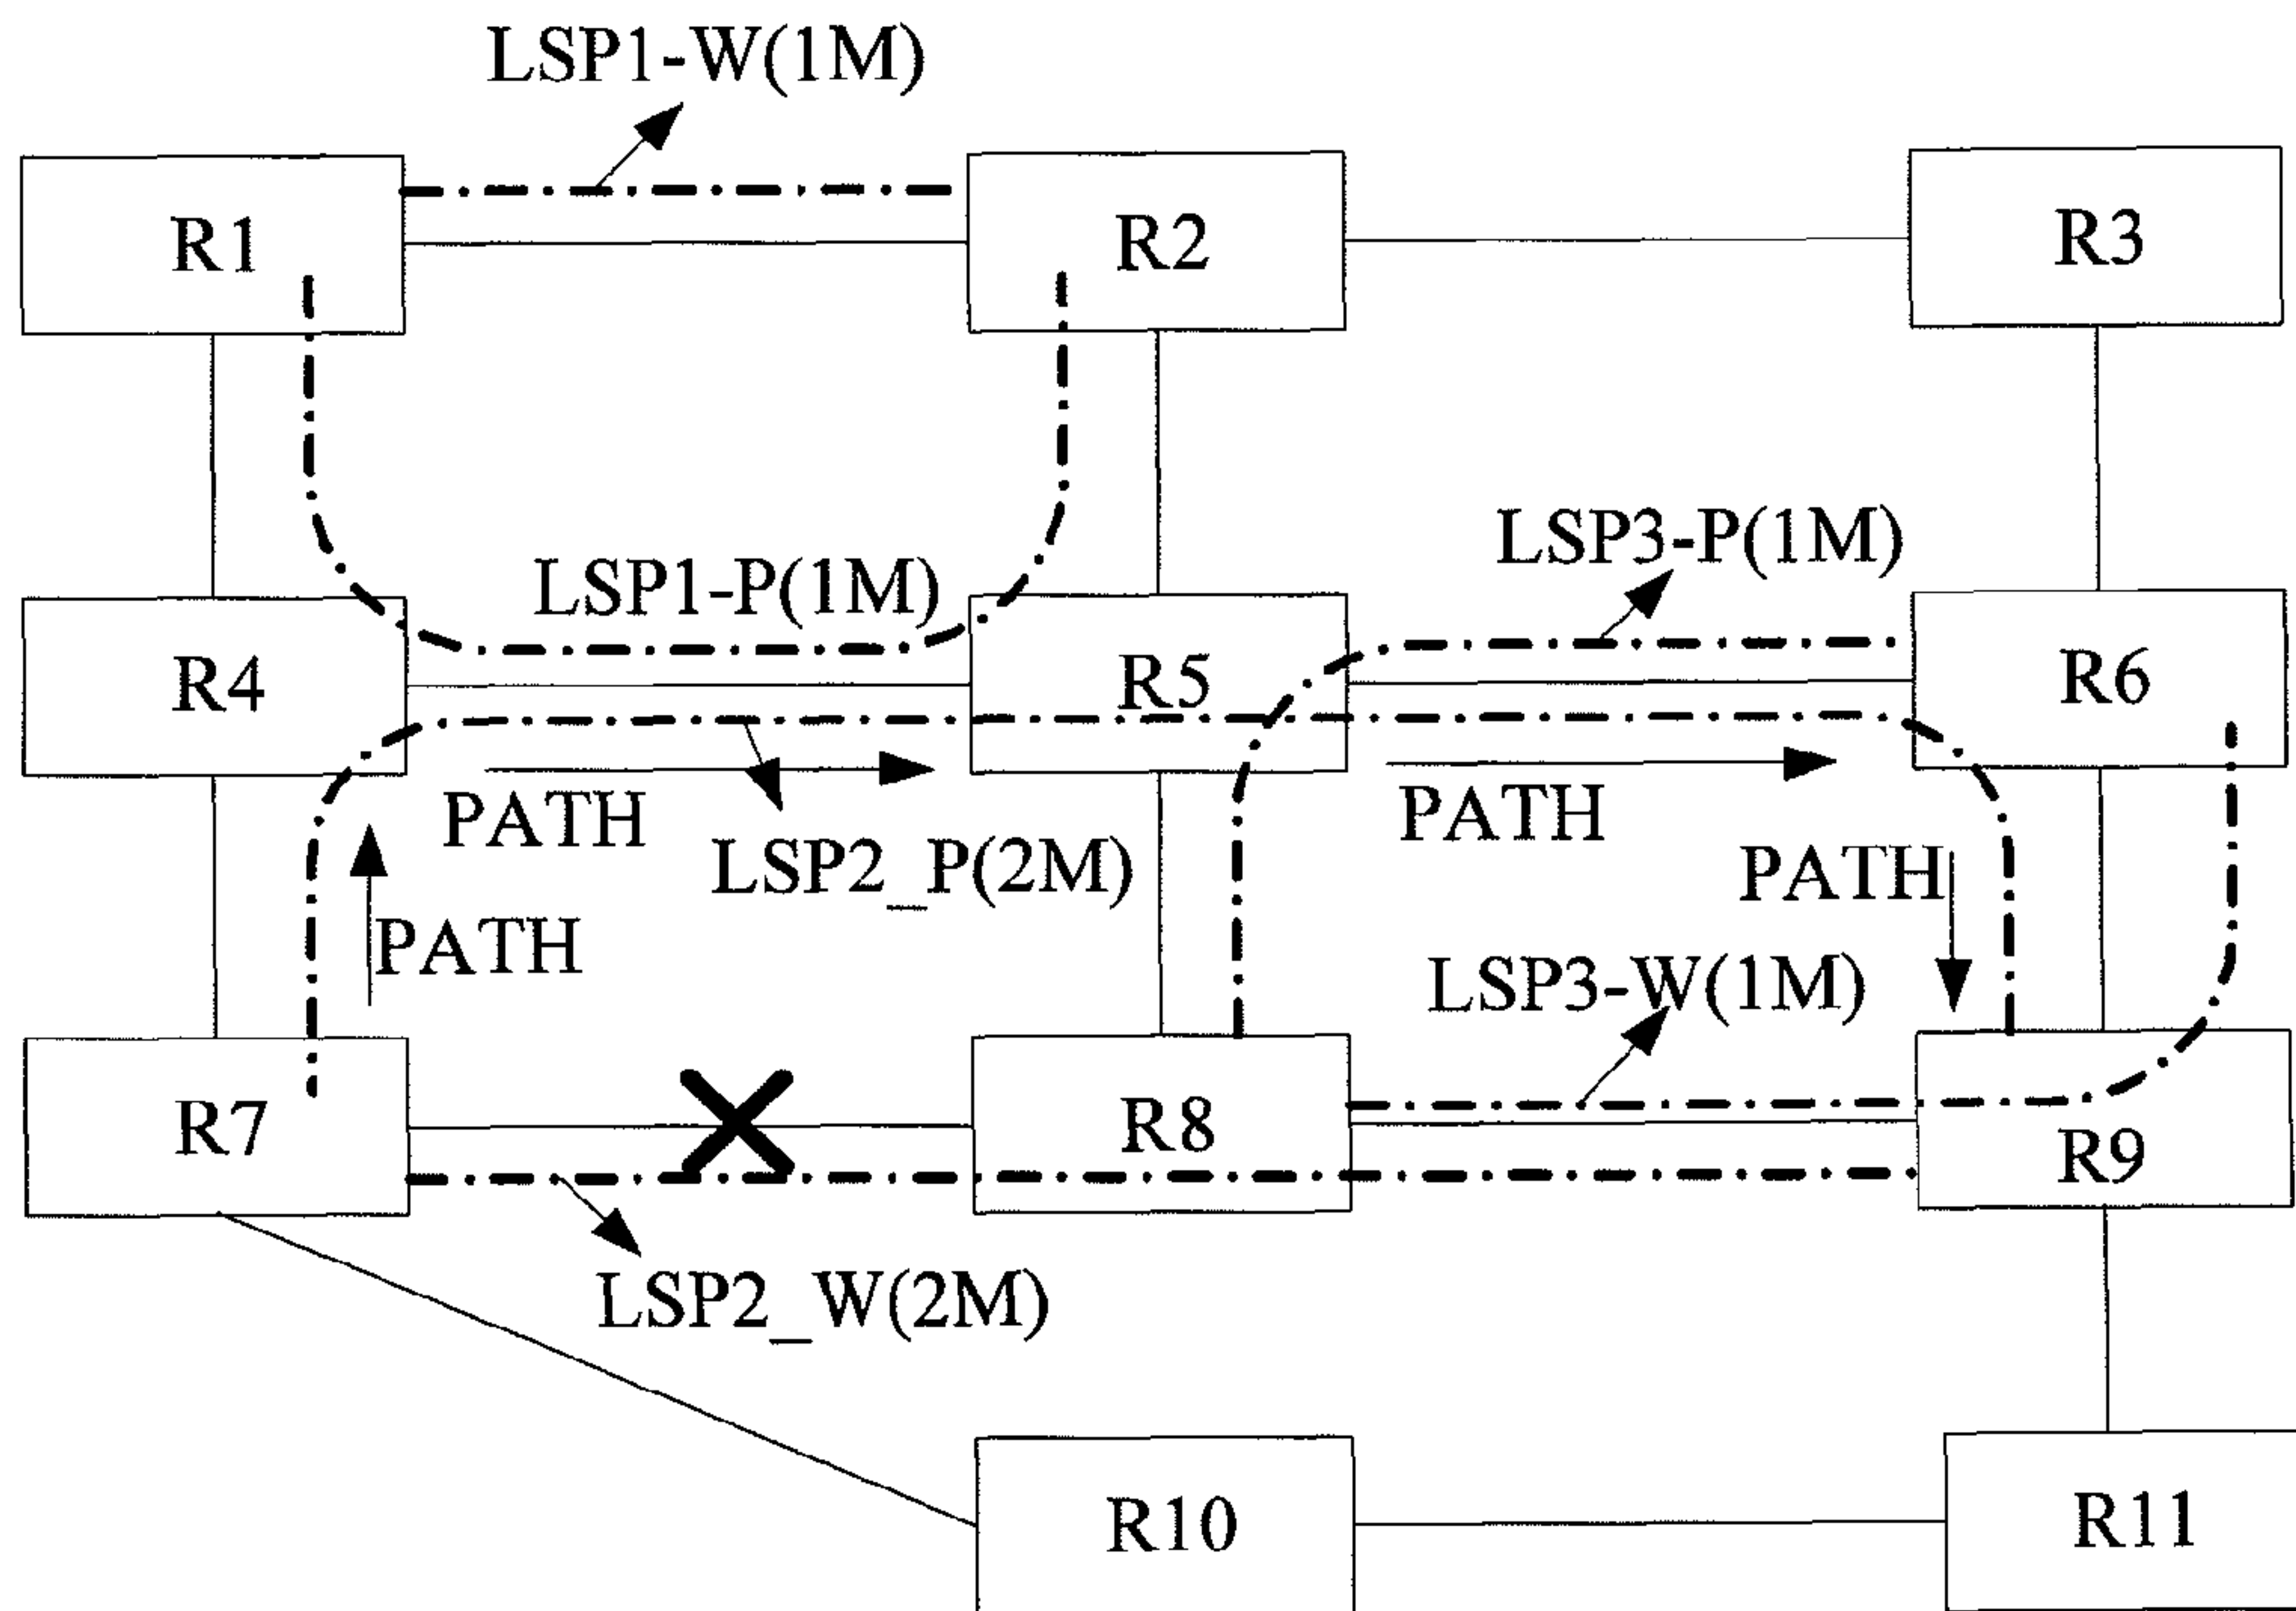 LSP1-W(1M)
R1
R2
R3
LSP3-P(1M)
LSP1-P(1M)
R4
R5
R6
PATH
PATH
LSP2_P(2M)
PATH
PATH
LSP3-W(1M)
R7
R8
R9
LSP2_W(2M)
R10
R11